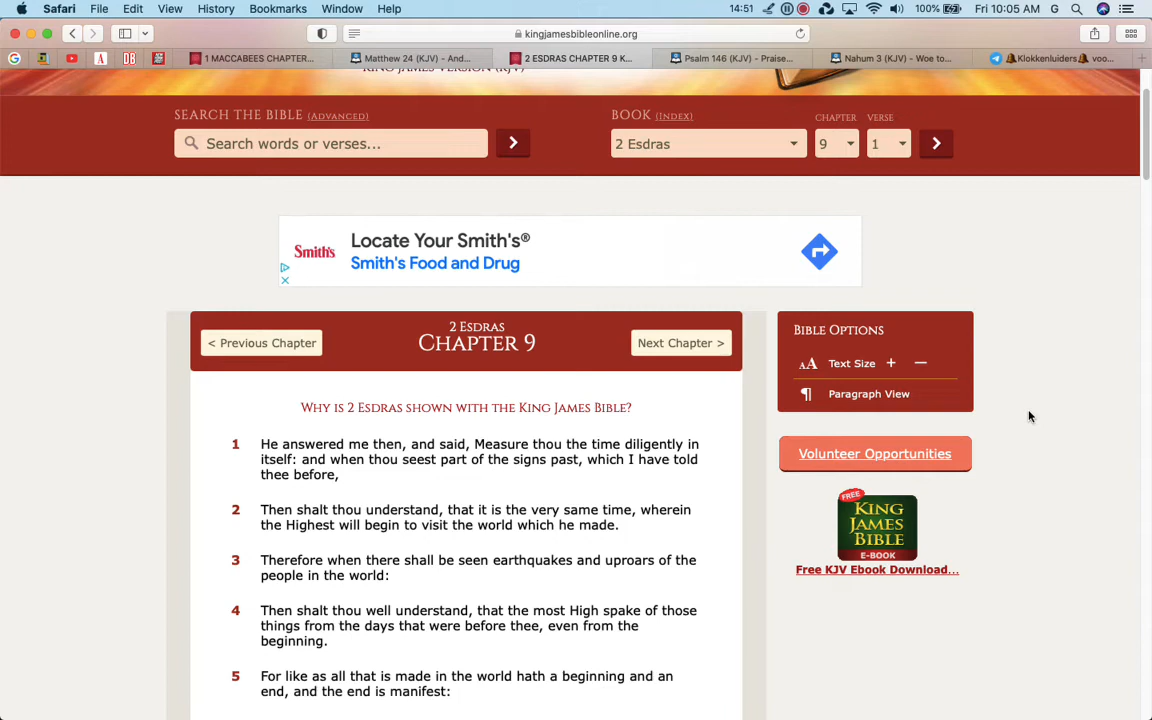 Safari File Edit View History Bookmarks Window Help 14:51 100% Fri 10:05 AM G
kingjamesbibleonline.org
1 MACCABEES CHAPTER... Matthew 24 (KJV) - And... 2 ESDRAS CHAPTER 9 K... Psalm 146 (KJV) - Praise... Nahum 3 (KJV) - Woe to... Klokkenluiders voo...
KING JAMES VERSION (KJV)
SEARCH THE BIBLE (ADVANCED)
BOOK (INDEX) CHAPTER VERSE
Search words or verses...
2 Esdras 9 1
Smith's
Locate Your Smith's®
Smith's Food and Drug
2 ESDRAS
CHAPTER 9
< Previous Chapter
Next Chapter >
WHY IS 2 ESDRAS SHOWN WITH THE KING JAMES BIBLE?
1 He answered me then, and said, Measure thou the time diligently in
itself: and when thou seest part of the signs past, which I have told
thee before,
2 Then shalt thou understand, that it is the very same time, wherein
the Highest will begin to visit the world which he made.
3 Therefore when there shall be seen earthquakes and uproars of the
people in the world:
4 Then shalt thou well understand, that the most High spake of those
things from the days that were before thee, even from the
beginning.
5 For like as all that is made in the world hath a beginning and an
end, and the end is manifest:
BIBLE OPTIONS
AA Text Size + −
¶ Paragraph View
Volunteer Opportunities
FREE
KING
JAMES
BIBLE
E-BOOK
Free KJV Ebook Download...